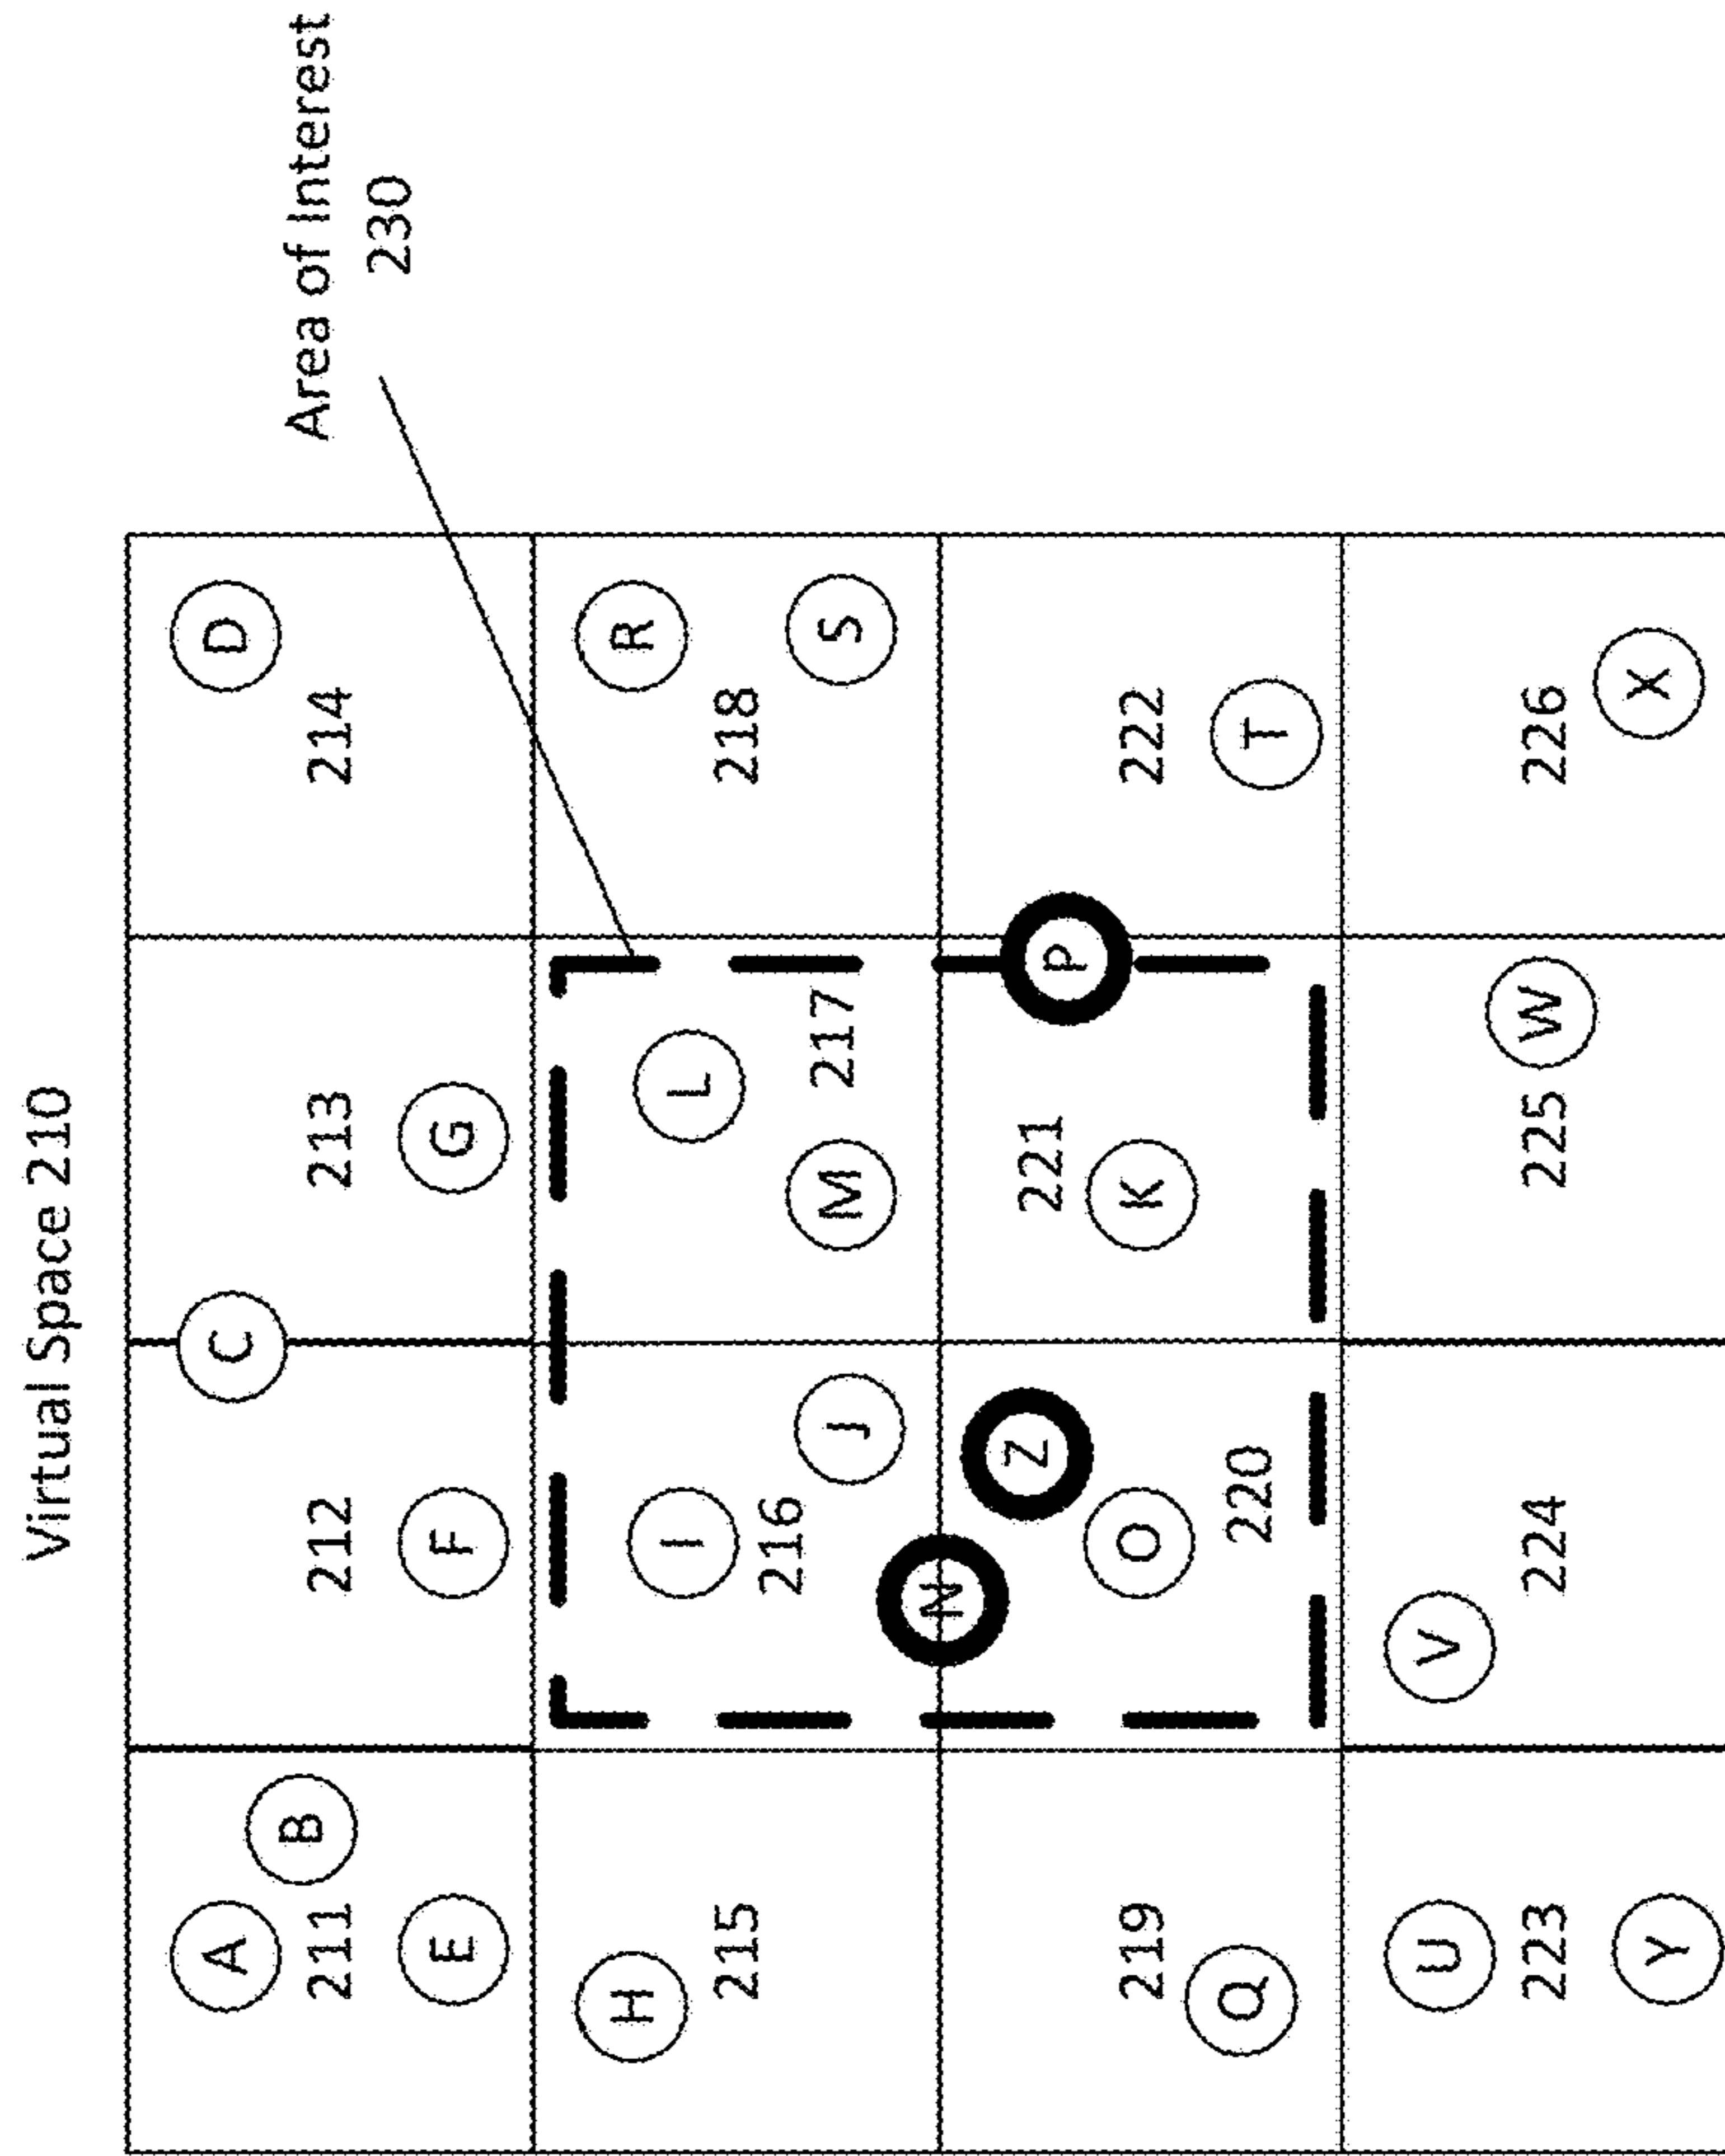 Virtual Space 210
Area of Interest
230
A
B
211
E
C
212
F
213
G
D
214
H
215
I
216
J
N
L
M
217
R
218
S
219
Q
Z
O
220
221
K
P
222
T
U
223
Y
V
224
225
W
226
X